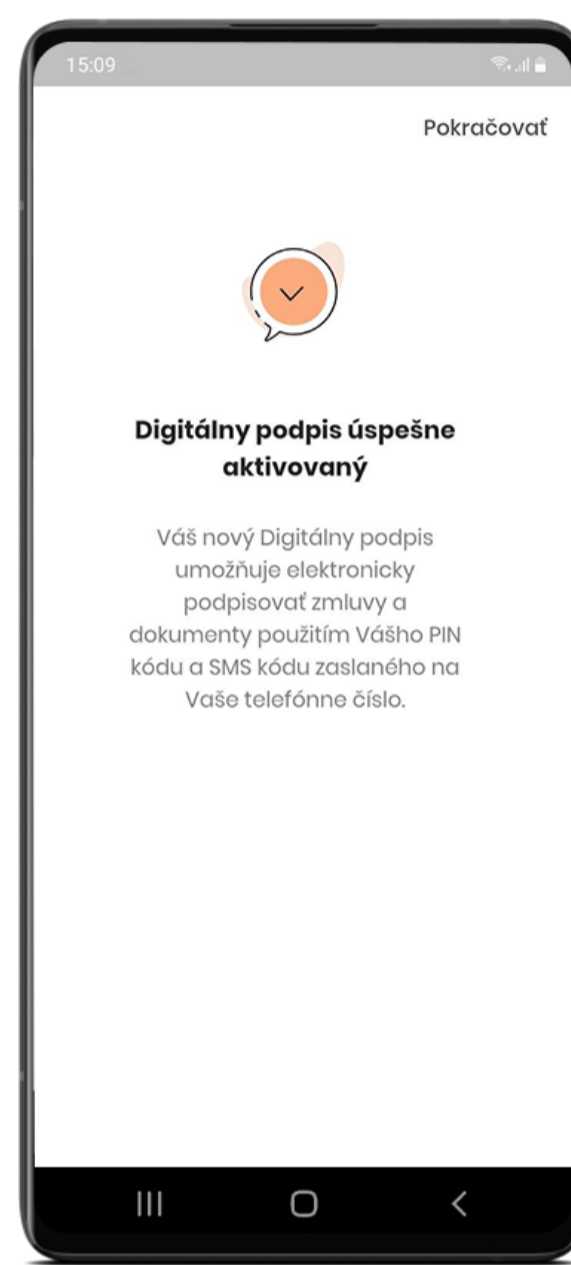 15:09
Pokračovať
Digitálny podpis úspešne
aktivovaný
Váš nový Digitálny podpis
umožňuje elektronicky
podpisovať zmluvy a
dokumenty použitím Vášho PIN
kódu a SMS kódu zaslaného na
Vaše telefónne číslo.